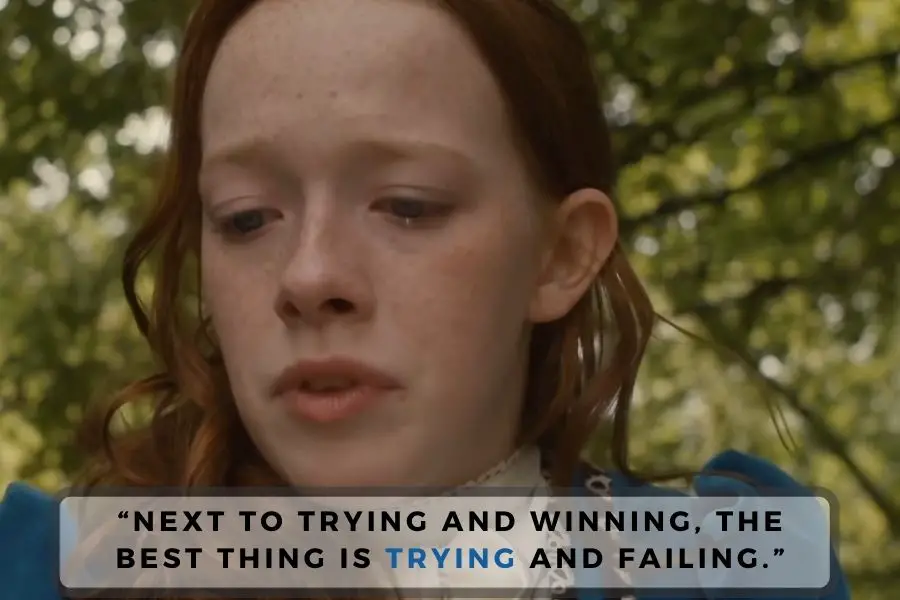 “NEXT TO TRYING AND WINNING, THE
BEST THING IS TRYING AND FAILING.”